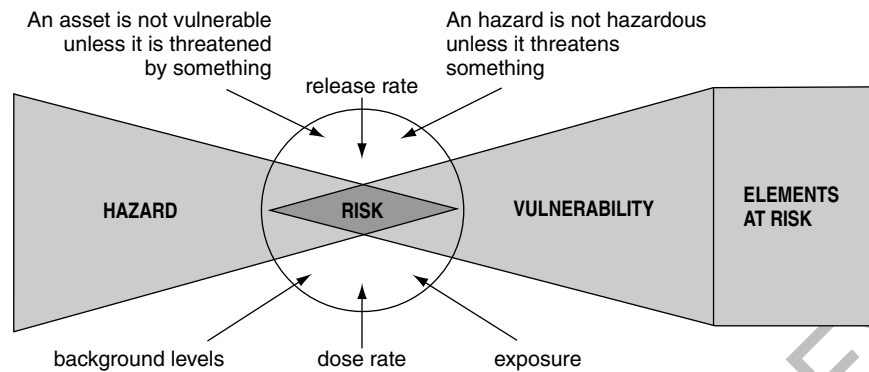 An asset is not vulnerable
unless it is threatened
by something
An hazard is not hazardous
unless it threatens
something
release rate
HAZARD
RISK
VULNERABILITY
ELEMENTS
AT RISK
background levels
dose rate
exposure